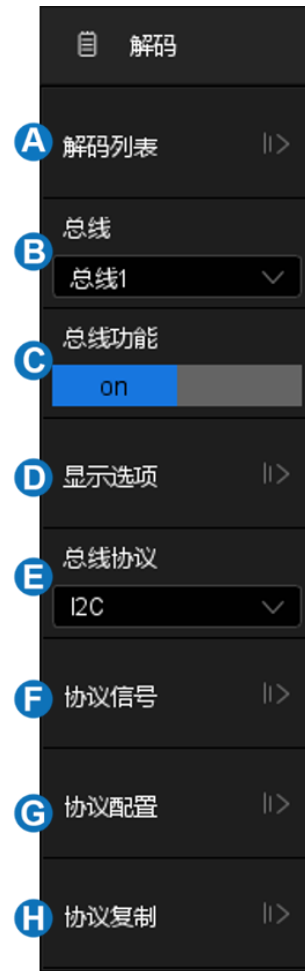 解码
A 解码列表
B 总线
总线1
C 总线功能
on
D 显示选项
E 总线协议
I2C
F 协议信号
G 协议配置
H 协议复制